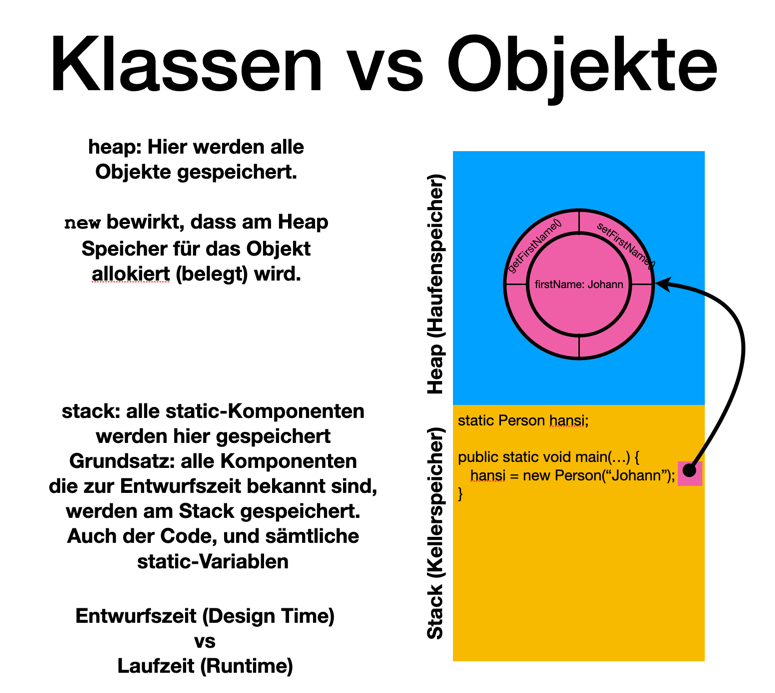 Klassen vs Objekte
heap: Hier werden alle
Objekte gespeichert.
new bewirkt, dass am Heap
Speicher für das Objekt
allokiert (belegt) wird.
stack: alle static-Komponenten
werden hier gespeichert
Grundsatz: alle Komponenten
die zur Entwurfszeit bekannt sind,
werden am Stack gespeichert.
Auch der Code, und sämtliche
static-Variablen
Entwurfszeit (Design Time)
vs
Laufzeit (Runtime)
Heap (Haufenspeicher)
getFirstName()
setFirstName()
firstName: Johann
Stack (Kellerspeicher)
static Person hansi;
public static void main(…) {
hansi = new Person(“Johann”);
}